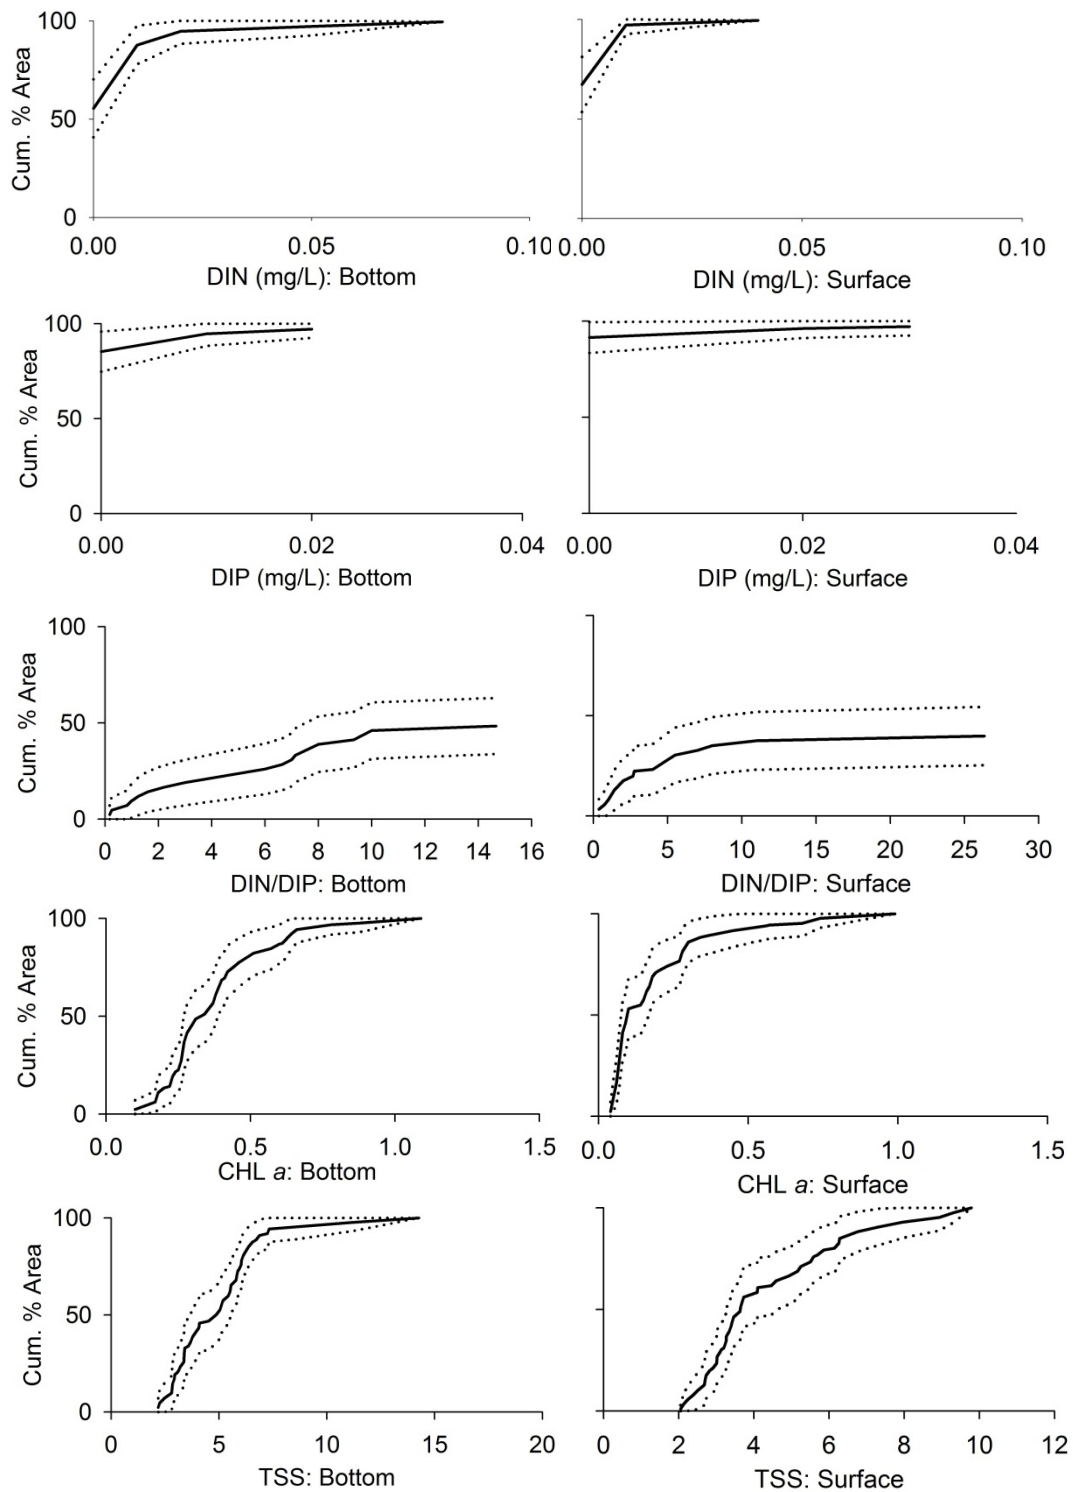 100
50
0
Cum. % Area
0.00 0.05 0.10
DIN (mg/L): Bottom
0.00 0.05 0.10
DIN (mg/L): Surface
100
50
0
Cum. % Area
0.00 0.02 0.04
DIP (mg/L): Bottom
0.00 0.02 0.04
DIP (mg/L): Surface
100
50
0
Cum. % Area
0 2 4 6 8 10 12 14 16
DIN/DIP: Bottom
0 5 10 15 20 25 30
DIN/DIP: Surface
100
50
0
Cum. % Area
0.0 0.5 1.0 1.5
CHL a: Bottom
0.0 0.5 1.0 1.5
CHL a: Surface
100
50
0
Cum. % Area
0 5 10 15 20
TSS: Bottom
0 2 4 6 8 10 12
TSS: Surface